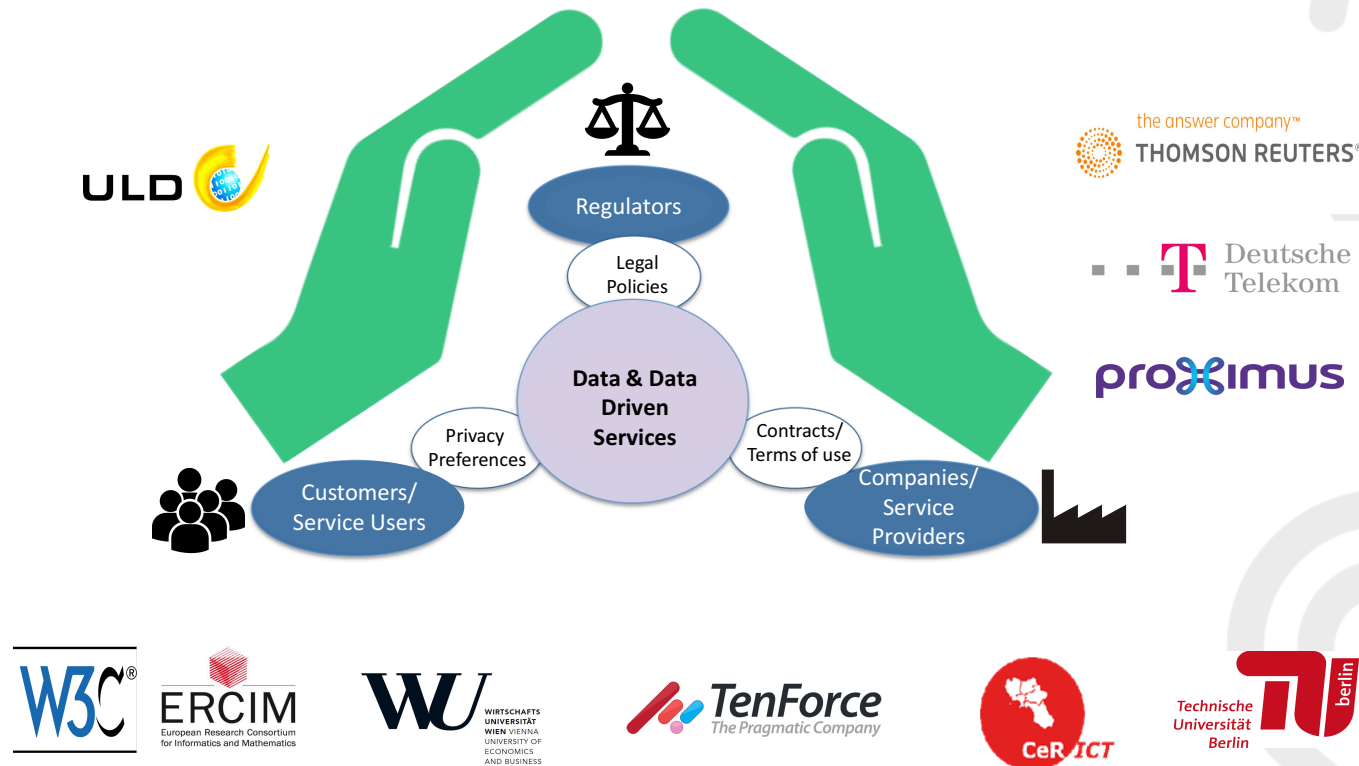 ULD
the answer company™
THOMSON REUTERS®
Regulators
Legal
Policies
Deutsche
Telekom
T
Data & Data
Driven
Services
proximus
Privacy
Preferences
Contracts/
Terms of use
Customers/
Service Users
Companies/
Service
Providers
W3C®
ERCIM
European Research Consortium
for Informatics and Mathematics
WU
WIRTSCHAFTS
UNIVERSITÄT
WIEN VIENNA
UNIVERSITY OF
ECONOMICS
AND BUSINESS
TenForce
The Pragmatic Company
CeR ICT
Technische
Universität
Berlin
berlin